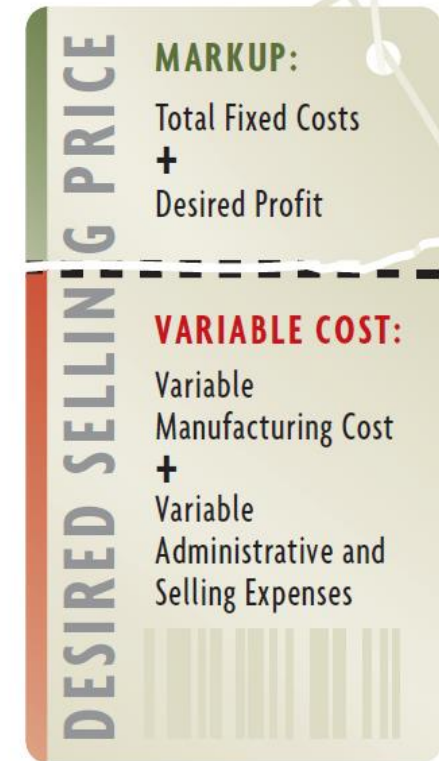 DESIRED SELLING PRICE
MARKUP:
Total Fixed Costs
+
Desired Profit
VARIABLE COST:
Variable
Manufacturing Cost
+
Variable
Administrative and
Selling Expenses